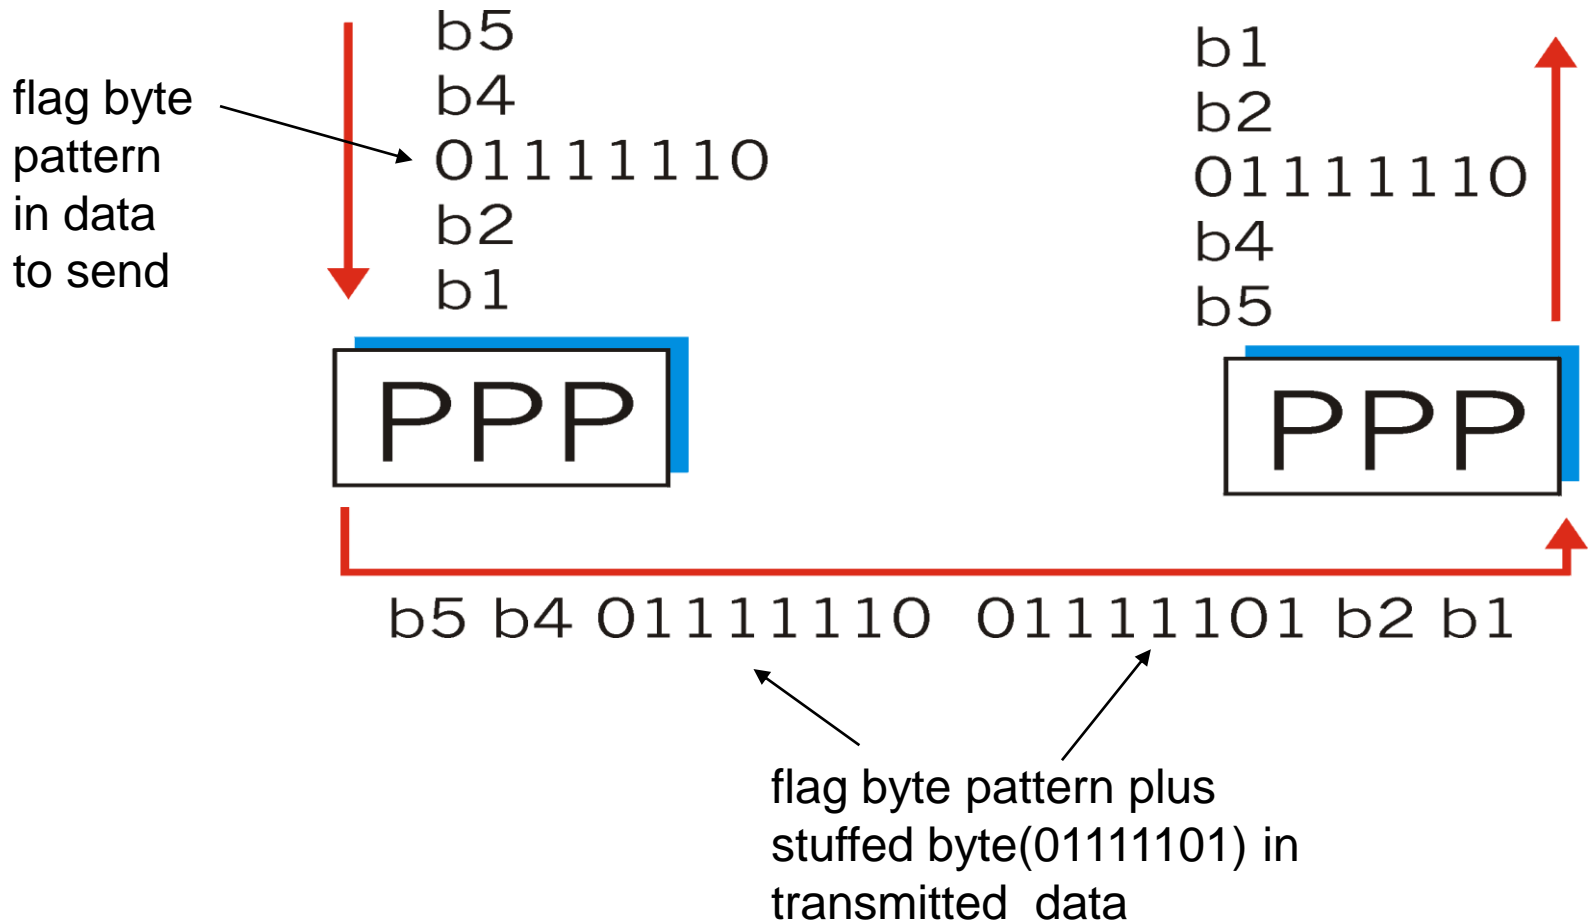 flag byte
pattern
in data
to send
b5
b4
01111110
b2
b1
PPP
b1
b2
01111110
b4
b5
PPP
b5 b4 01111110 01111101 b2 b1
flag byte pattern plus
stuffed byte(01111101) in
transmitted data